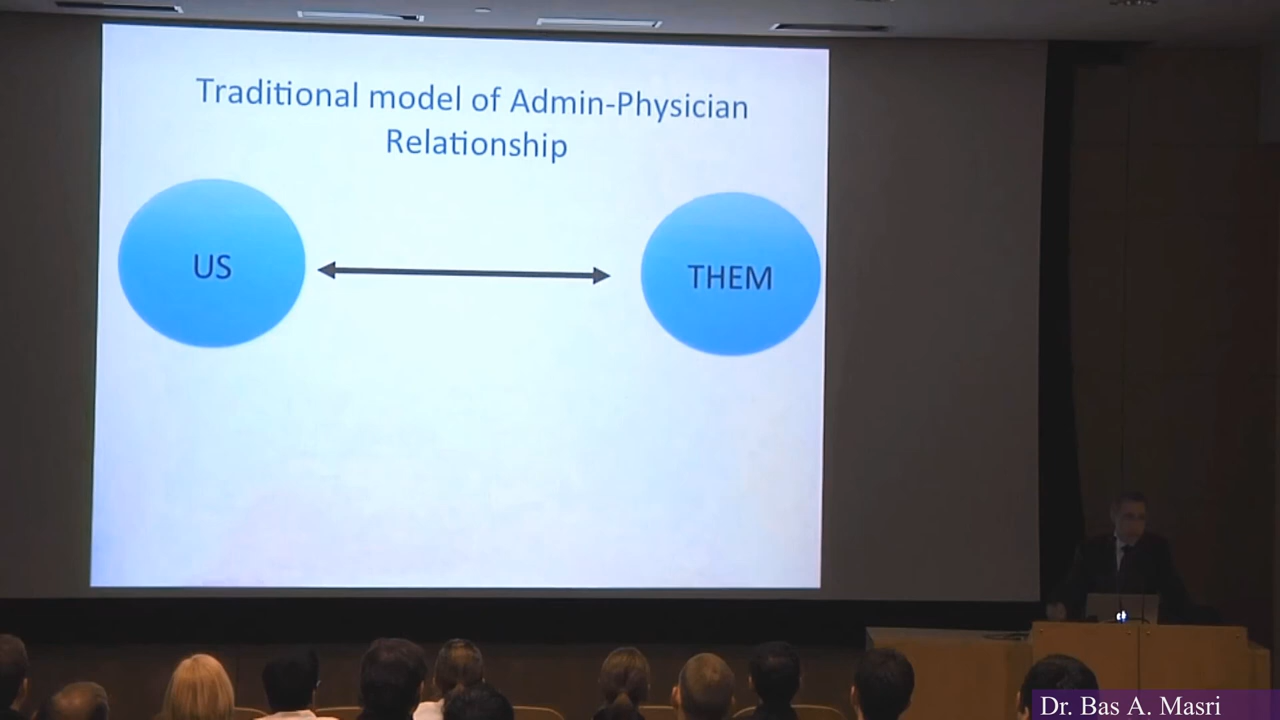 Traditional model of Admin-Physician
Relationship
US
THEM
Dr. Bas A. Masri